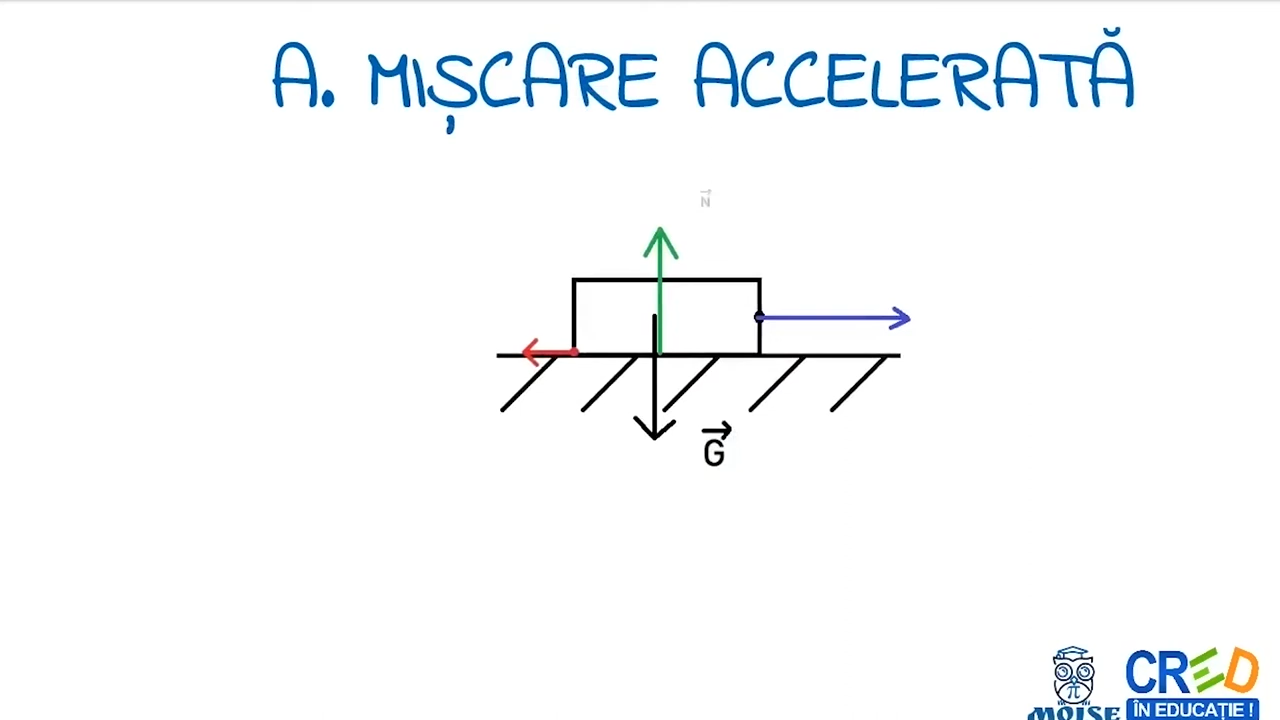 A. MIȘCARE ACCELERATĂ
N
G
π
MOISE
CRED
ÎN EDUCAȚIE !